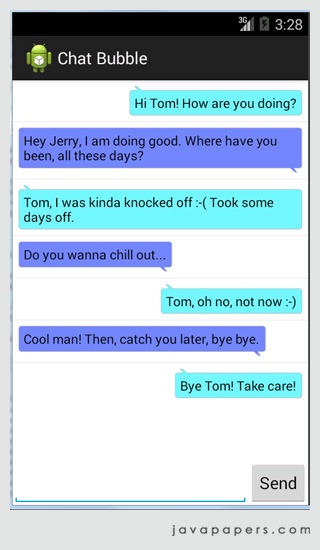 3G 3:28
Chat Bubble
Hi Tom! How are you doing?
Hey Jerry, I am doing good. Where have you
been, all these days?
Tom, I was kinda knocked off :-( Took some
days off.
Do you wanna chill out...
Tom, oh no, not now :-)
Cool man! Then, catch you later, bye bye.
Bye Tom! Take care!
Send
javapapers.com